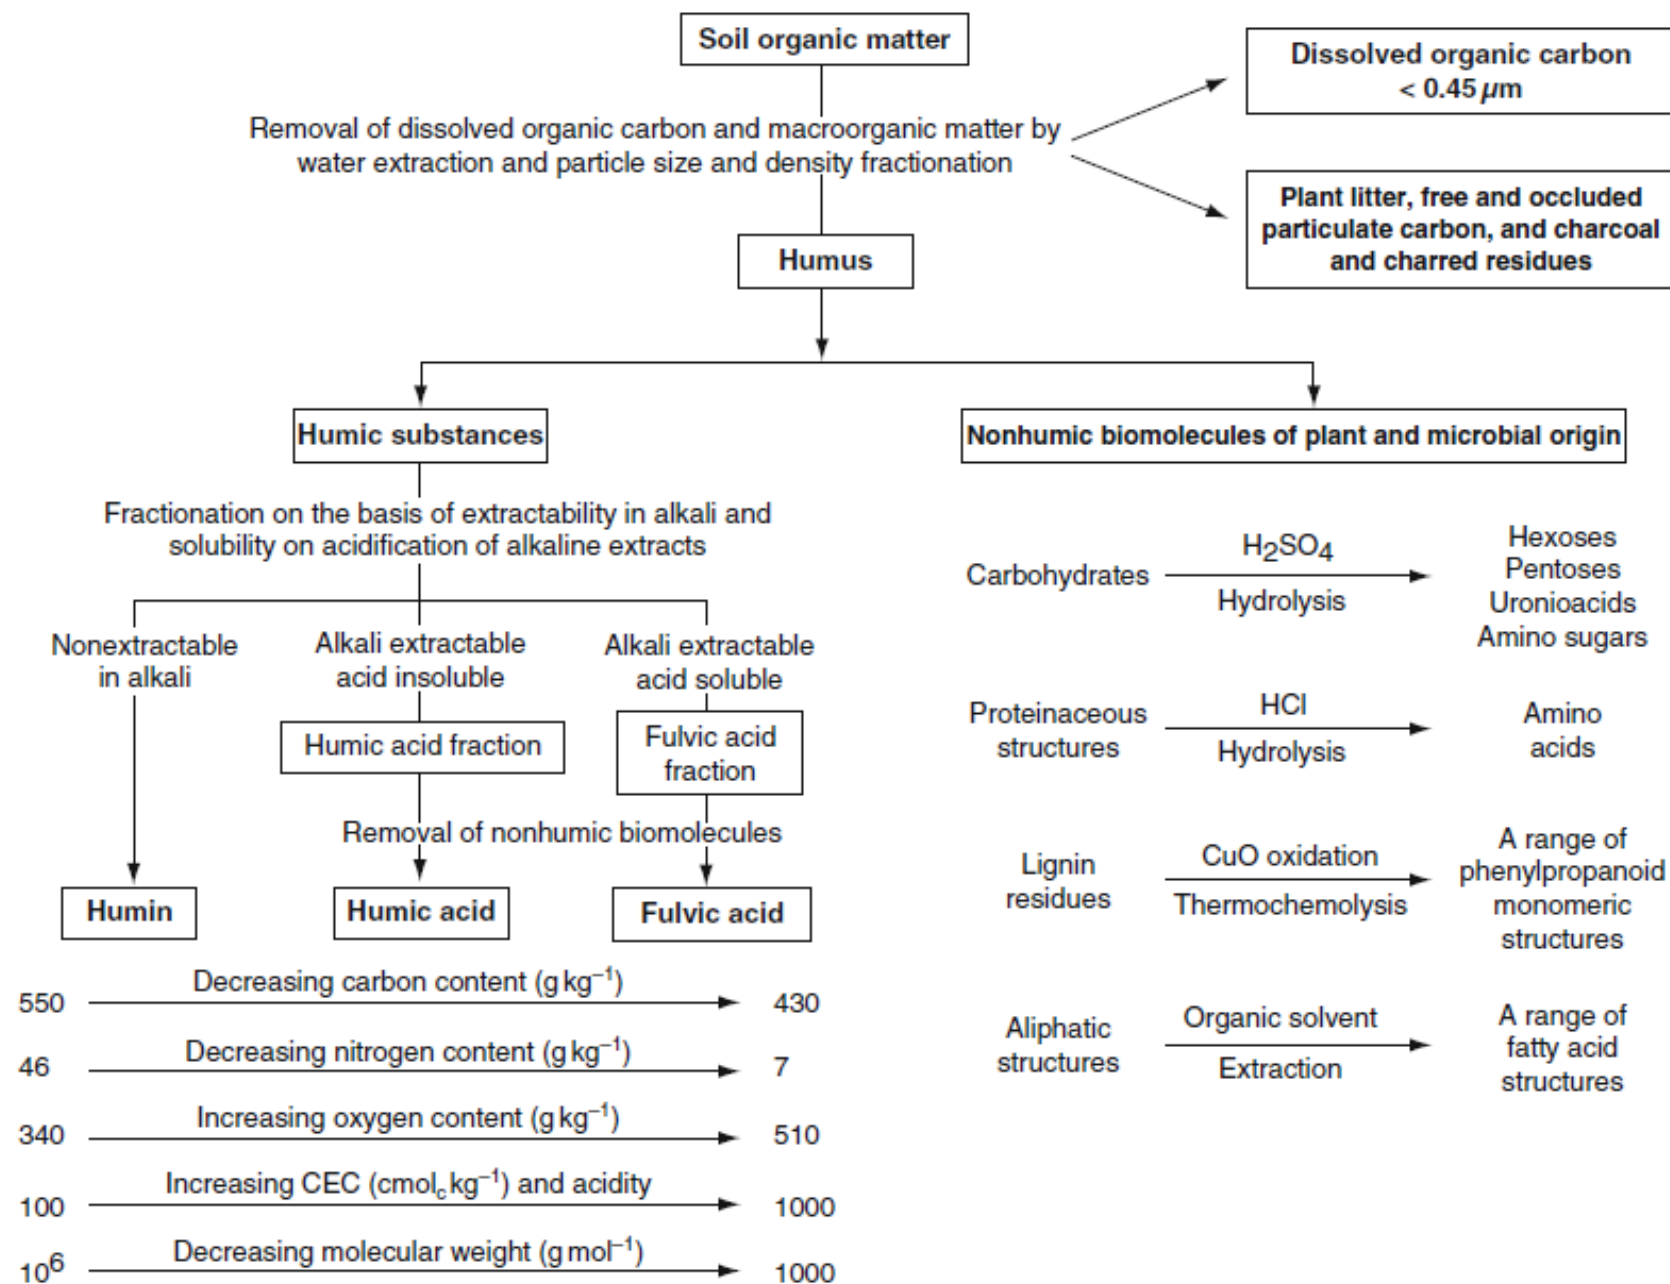 Soil organic matter
Dissolved organic carbon
< 0.45 µm
Removal of dissolved organic carbon and macroorganic matter by
water extraction and particle size and density fractionation
Plant litter, free and occluded
particulate carbon, and charcoal
and charred residues
Humus
Humic substances
Nonhumic biomolecules of plant and microbial origin
Fractionation on the basis of extractability in alkali and
solubility on acidification of alkaline extracts
Nonextractable
in alkali
Alkali extractable
acid insoluble
Alkali extractable
acid soluble
Humic acid fraction
Fulvic acid
fraction
Removal of nonhumic biomolecules
Humin
Humic acid
Fulvic acid
550
Decreasing carbon content (g kg⁻¹)
430
46
Decreasing nitrogen content (g kg⁻¹)
7
340
Increasing oxygen content (g kg⁻¹)
510
100
Increasing CEC (cmol꜀ kg⁻¹) and acidity
1000
10⁶
Decreasing molecular weight (g mol⁻¹)
1000
Carbohydrates
H₂SO₄
Hydrolysis
Hexoses
Pentoses
Uronioacids
Amino sugars
Proteinaceous
structures
HCl
Hydrolysis
Amino
acids
Lignin
residues
CuO oxidation
Thermochemolysis
A range of
phenylpropanoid
monomeric
structures
Aliphatic
structures
Organic solvent
Extraction
A range of
fatty acid
structures